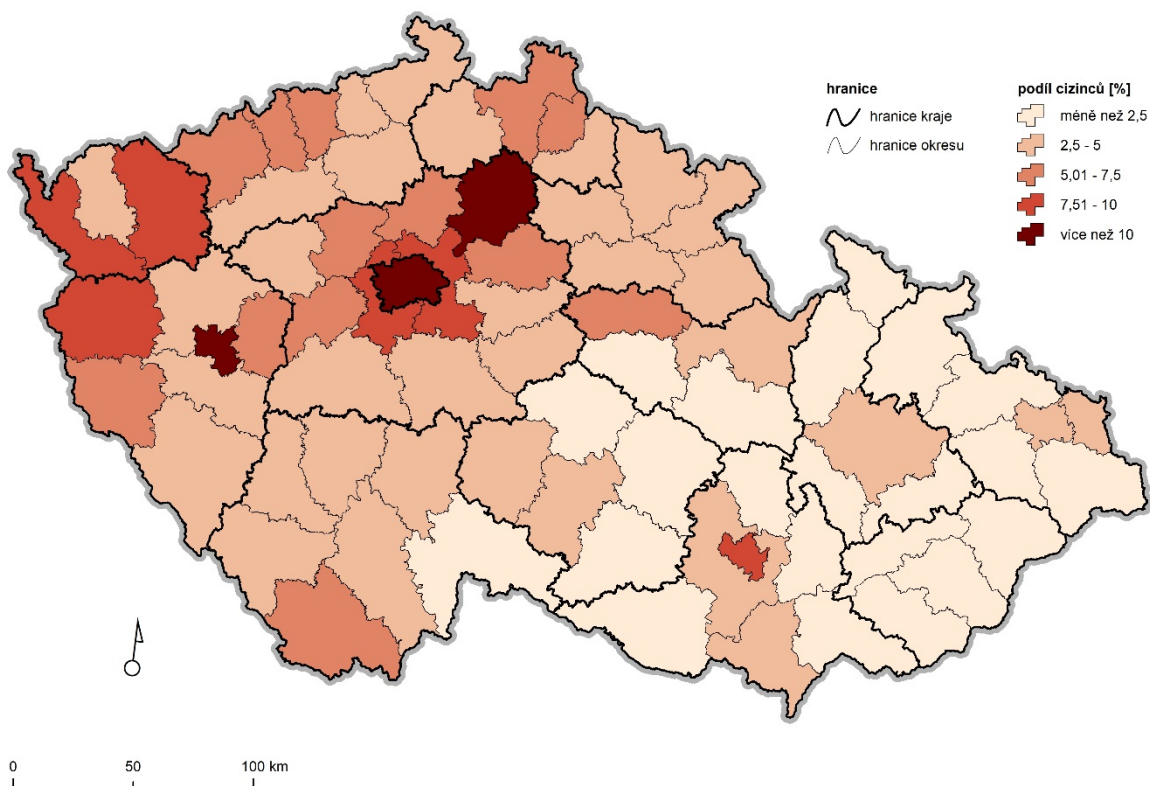 hranice
hranice kraje
hranice okresu
podíl cizinců [%]
méně než 2,5
2,5 - 5
5,01 - 7,5
7,51 - 10
více než 10
0 50 100 km